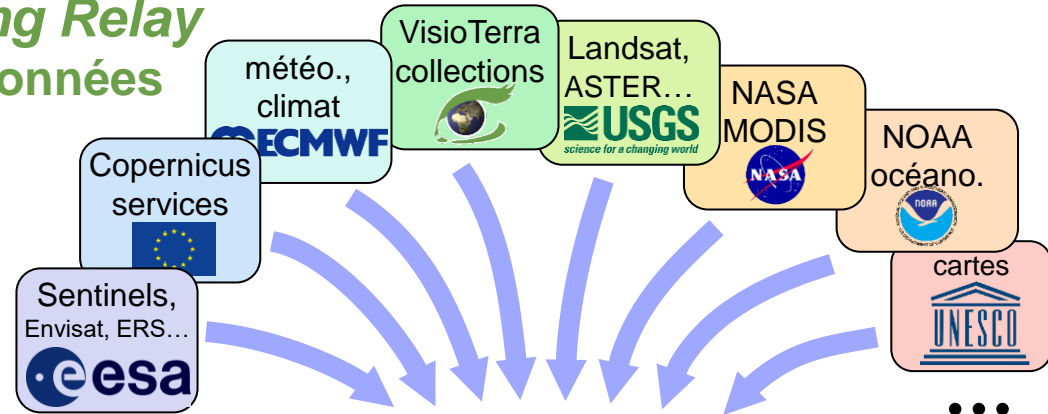 ng Relay
onnées
Sentinels,
Envisat, ERS…
esa
Copernicus
services
météo.,
climat
ECMWF
VisioTerra
collections
Landsat,
ASTER…
USGS
science for a changing world
NASA
MODIS
NASA
NOAA
océano.
NOAA
cartes
UNESCO
...